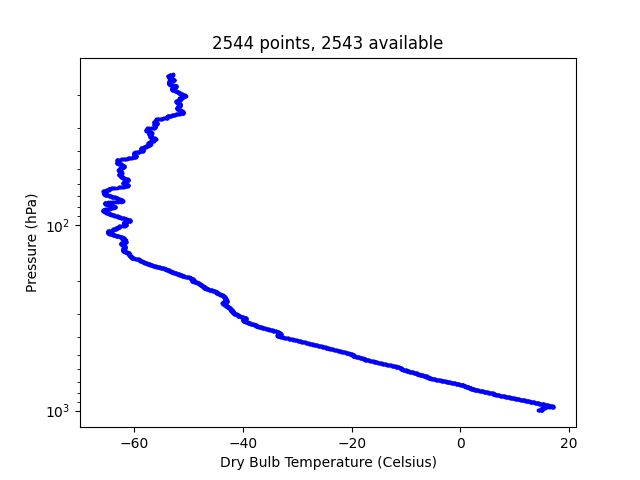 2544 points, 2543 available
Pressure (hPa)
10²
10³
−60
−40
−20
0
20
Dry Bulb Temperature (Celsius)